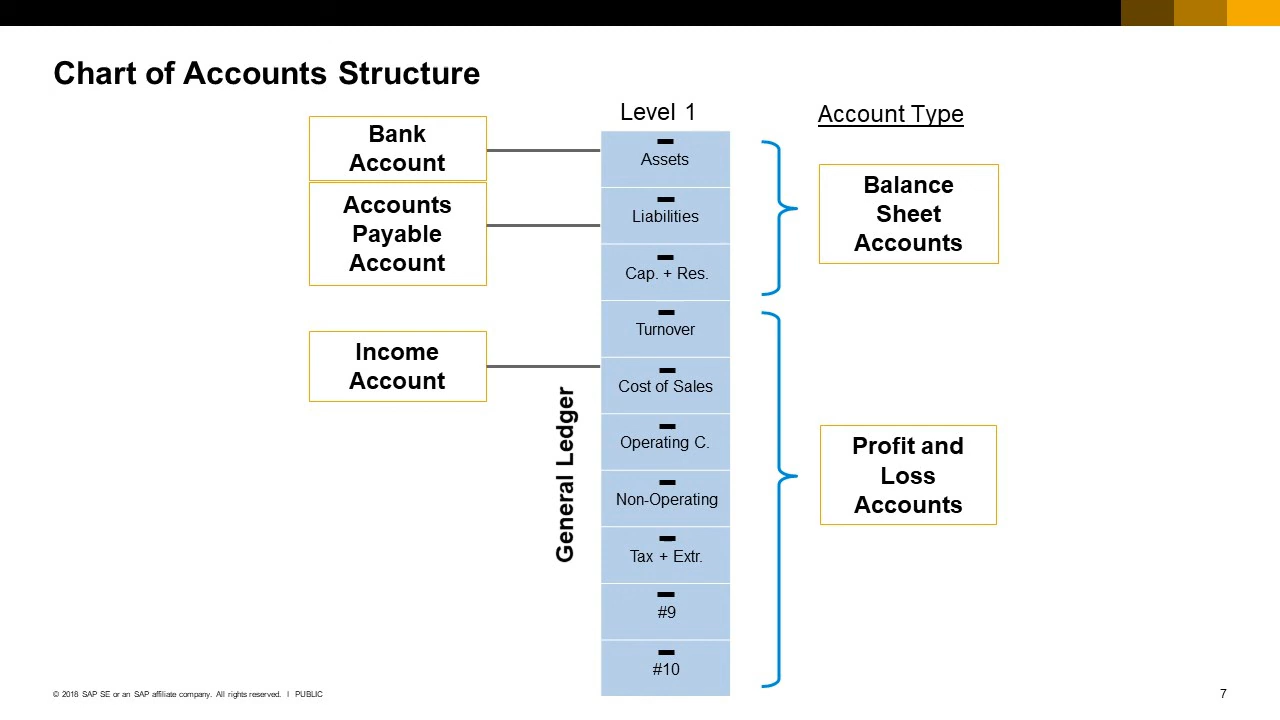 Chart of Accounts Structure
Level 1
Account Type
Bank
Account
Accounts
Payable
Account
Income
Account
General Ledger
Assets
Liabilities
Cap. + Res.
Turnover
Cost of Sales
Operating C.
Non-Operating
Tax + Extr.
#9
#10
Balance
Sheet
Accounts
Profit and
Loss
Accounts
© 2018 SAP SE or an SAP affiliate company. All rights reserved. I PUBLIC
7